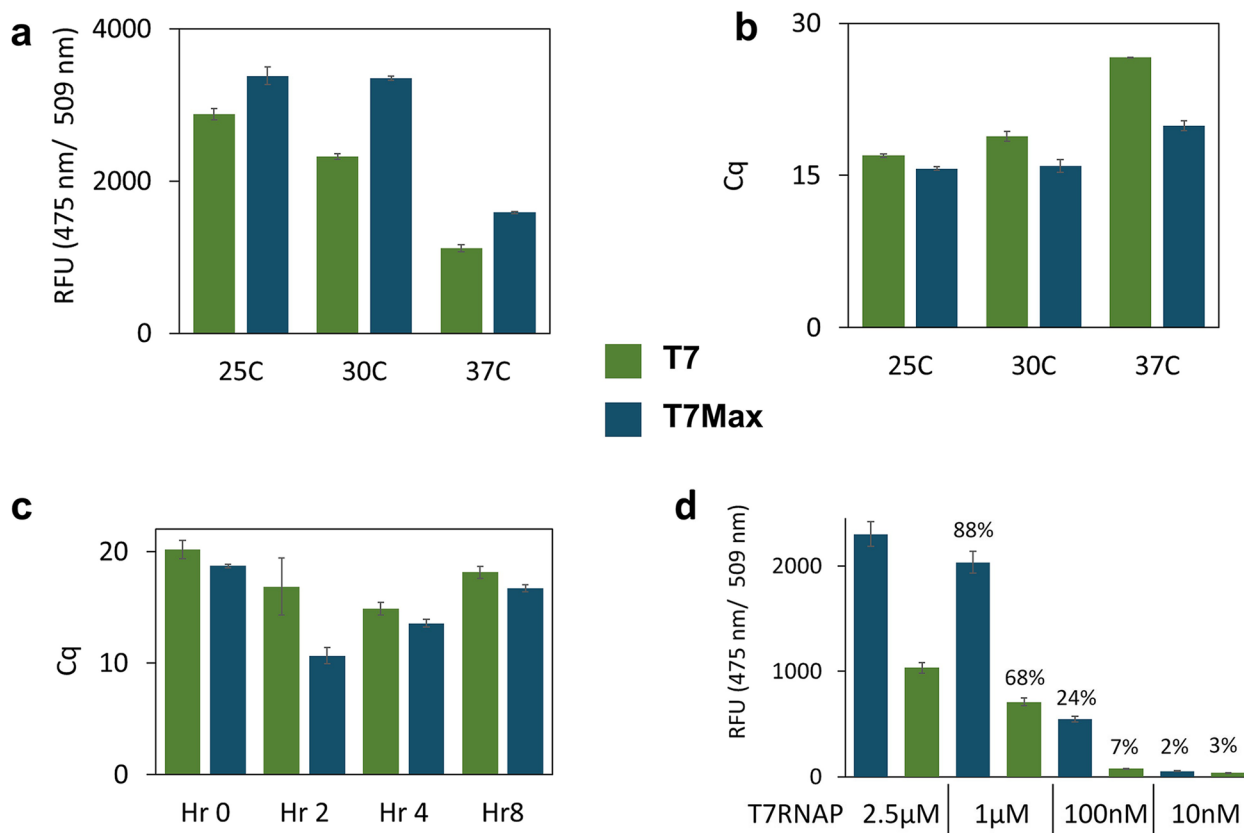 a
RFU (475 nm/ 509 nm)
4000
2000
0
25C 30C 37C
b
Cq
30
15
0
25C 30C 37C
T7
T7Max
c
Cq
20
10
0
Hr 0 Hr 2 Hr 4 Hr8
d
RFU (475 nm/ 509 nm)
2000
1000
0
88%
68%
24%
7% 2% 3%
T7RNAP 2.5µM 1µM 100nM 10nM